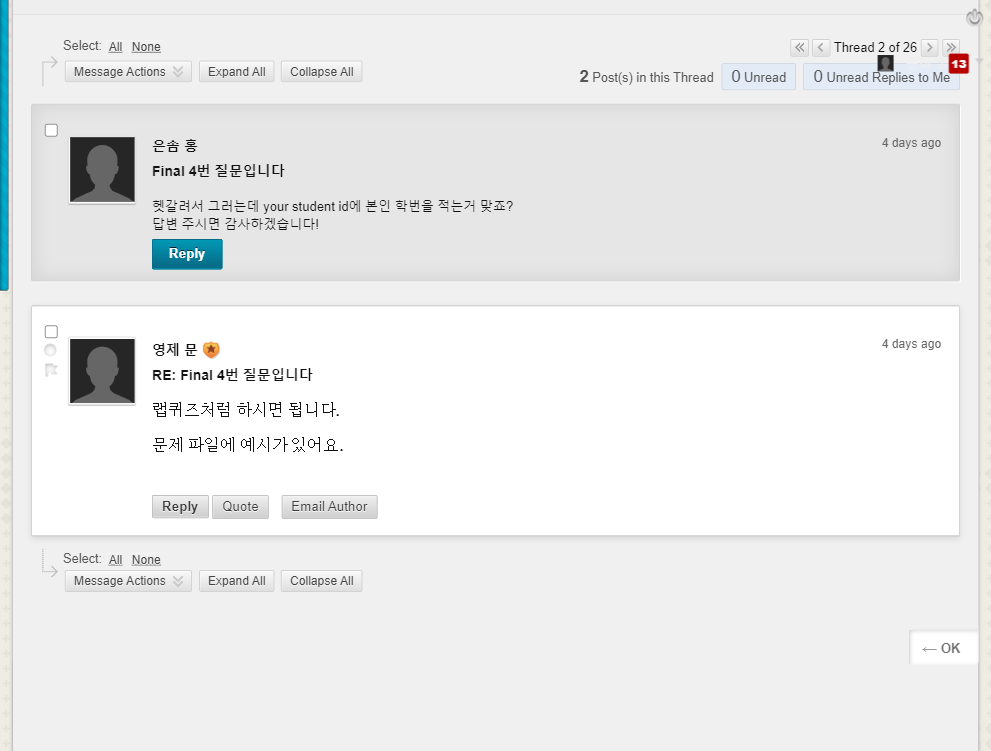 Select: All None
Thread 2 of 26
Message Actions Expand All Collapse All
2 Post(s) in this Thread 0 Unread 0 Unread Replies to Me
13
은솜 홍
4 days ago
Final 4번 질문입니다
헷갈려서 그러는데 your student id에 본인 학번을 적는거 맞죠?
답변 주시면 감사하겠습니다!
Reply
영제 문
4 days ago
RE: Final 4번 질문입니다
랩퀴즈처럼 하시면 됩니다.
문제 파일에 예시가 있어요.
Reply Quote Email Author
Select: All None
Message Actions Expand All Collapse All
← OK